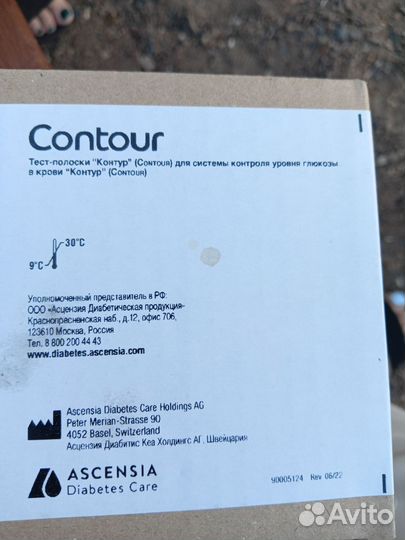 Contour
Тест-полоски "Контур" (Contour) для системы контроля уровня глюкозы
в крови "Контур" (Contour)
30°C
9°C
Уполномоченный представитель в РФ:
ООО «Асцензия Диабетическая продукция»
Краснопресненская наб., д.12, офис 706,
123610 Москва, Россия
Тел. 8 800 200 44 43
www.diabetes.ascensia.com
Ascensia Diabetes Care Holdings AG
Peter Merian-Strasse 90
4052 Basel, Switzerland
Асцензия Диабитис Кеа Холдингс АГ, Швейцария
ASCENSIA
Diabetes Care
90005124 Rev 06/22
Avito